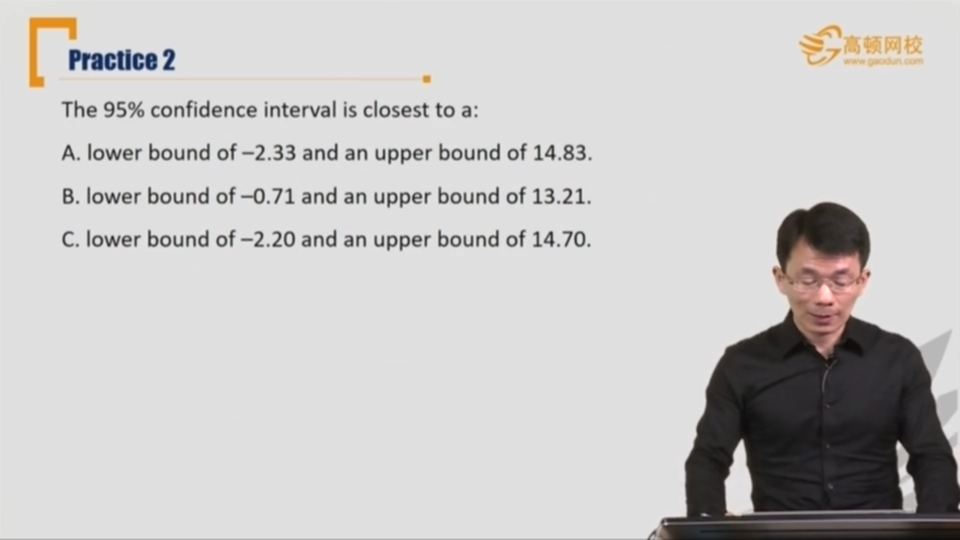 Practice 2
高顿网校
www.gaodun.com
The 95% confidence interval is closest to a:
A. lower bound of –2.33 and an upper bound of 14.83.
B. lower bound of –0.71 and an upper bound of 13.21.
C. lower bound of –2.20 and an upper bound of 14.70.